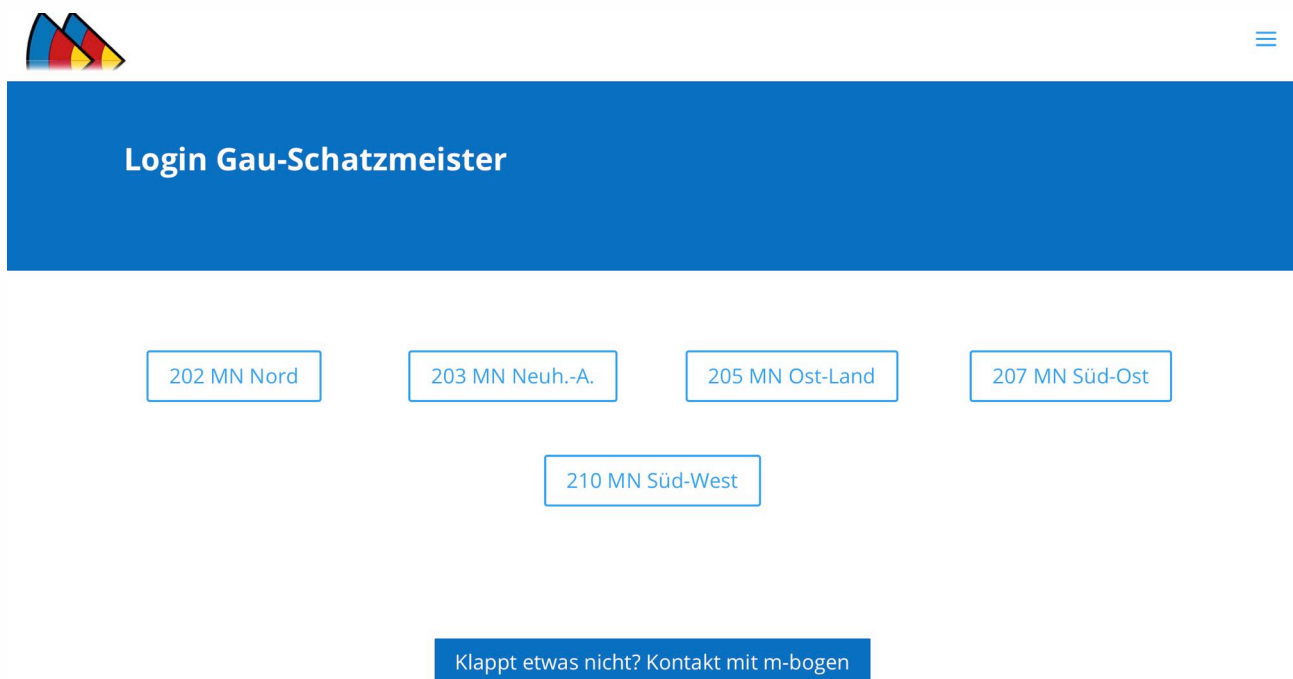 Login Gau-Schatzmeister
202 MN Nord
203 MN Neuh.-A.
205 MN Ost-Land
207 MN Süd-Ost
210 MN Süd-West
Klappt etwas nicht? Kontakt mit m-bogen